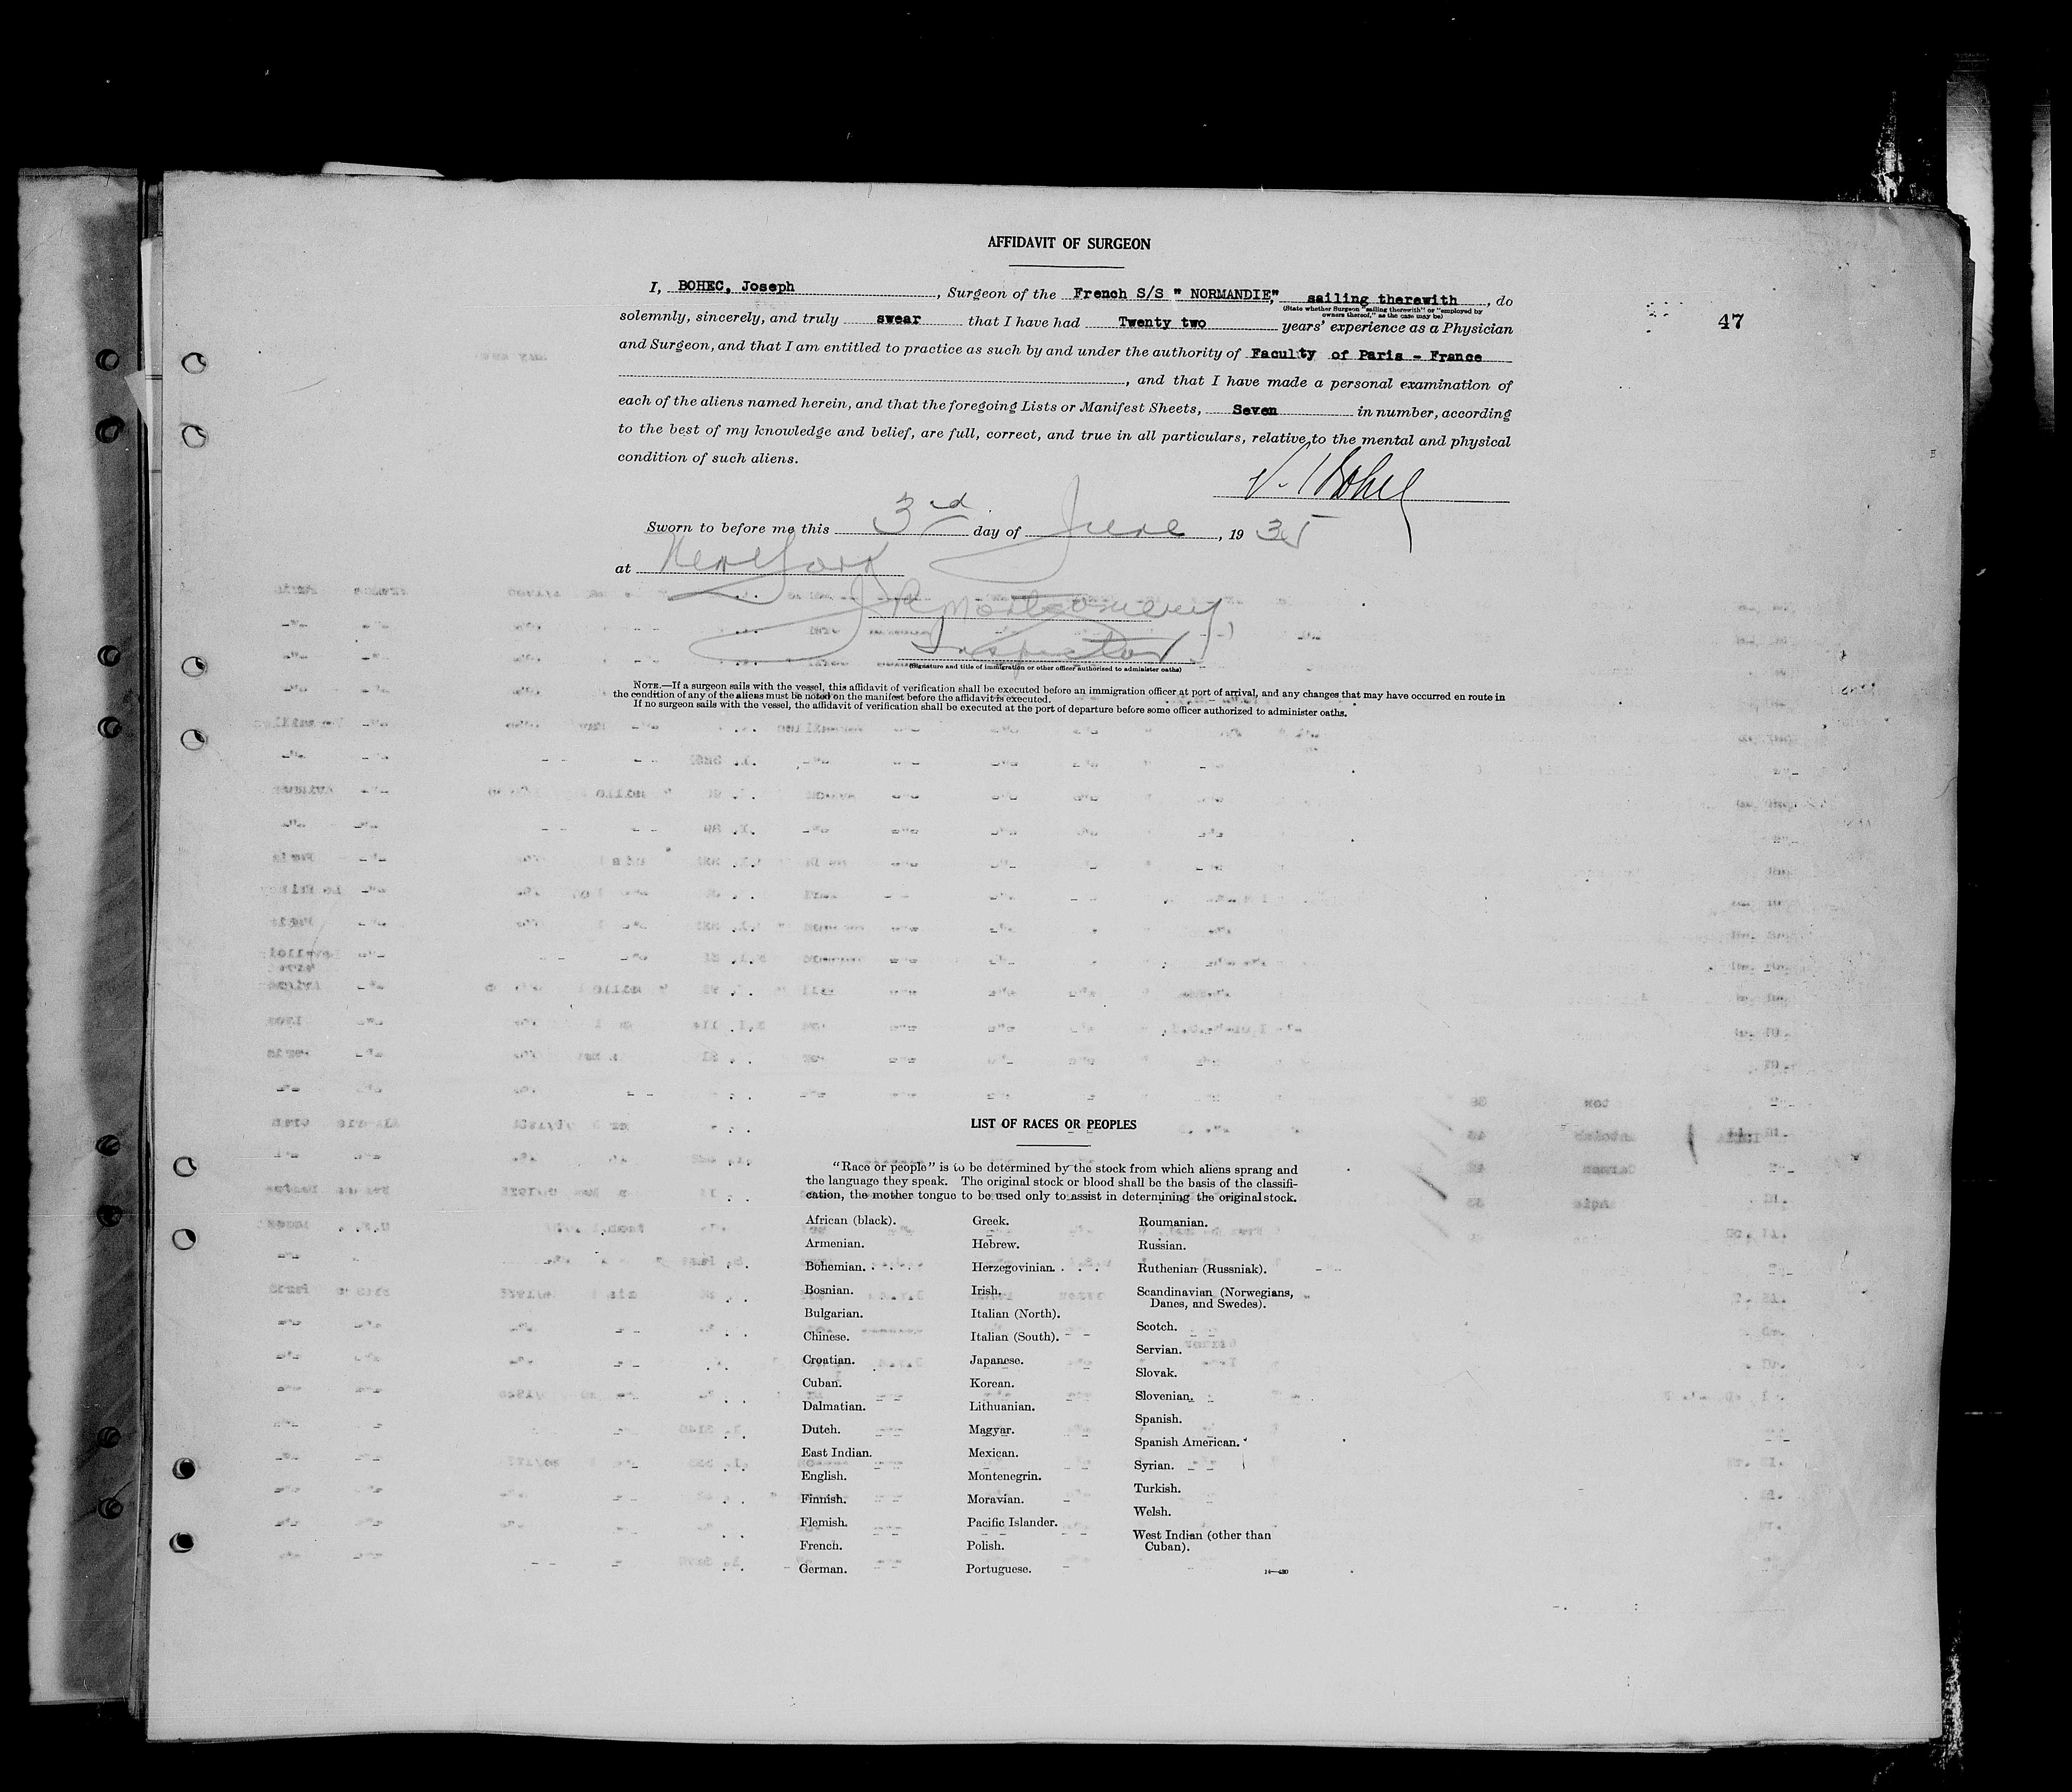 AFFIDAVIT OF SURGEON
I, BOHEC, Joseph, Surgeon of the French S/S " NORMANDIE," sailing therewith, do
(State whether Surgeon "sailing therewith" or "employed by owners thereof," as the case may be)
solemnly, sincerely, and truly swear that I have had Twenty two years' experience as a Physician
47
and Surgeon, and that I am entitled to practice as such by and under the authority of Faculty of Paris - France
, and that I have made a personal examination of
each of the aliens named herein, and that the foregoing Lists or Manifest Sheets, Seven in number, according
to the best of my knowledge and belief, are full, correct, and true in all particulars, relative to the mental and physical
condition of such aliens.
Sworn to before me this 3rd day of June, 1935
at New York
Montgomery
Inspector
(Signature and title of immigration or other officer authorized to administer oaths)
NOTE.—If a surgeon sails with the vessel, this affidavit of verification shall be executed before an immigration officer at port of arrival, and any changes that may have occurred en route in
the condition of any of the aliens must be noted on the manifest before the affidavit is executed.
If no surgeon sails with the vessel, the affidavit of verification shall be executed at the port of departure before some officer authorized to administer oaths.
LIST OF RACES OR PEOPLES
"Race or people" is to be determined by the stock from which aliens sprang and
the language they speak. The original stock or blood shall be the basis of the classifi-
cation, the mother tongue to be used only to assist in determining the original stock.
African (black).
Armenian.
Bohemian.
Bosnian.
Bulgarian.
Chinese.
Croatian.
Cuban.
Dalmatian.
Dutch.
East Indian.
English.
Finnish.
Flemish.
French.
German.
Greek.
Hebrew.
Herzegovinian.
Irish.
Italian (North).
Italian (South).
Japanese.
Korean.
Lithuanian.
Magyar.
Mexican.
Montenegrin.
Moravian.
Pacific Islander.
Polish.
Portuguese.
Roumanian.
Russian.
Ruthenian (Russniak).
Scandinavian (Norwegians,
Danes, and Swedes).
Scotch.
Servian.
Slovak.
Slovenian.
Spanish.
Spanish American.
Syrian.
Turkish.
Welsh.
West Indian (other than
Cuban).
14—430